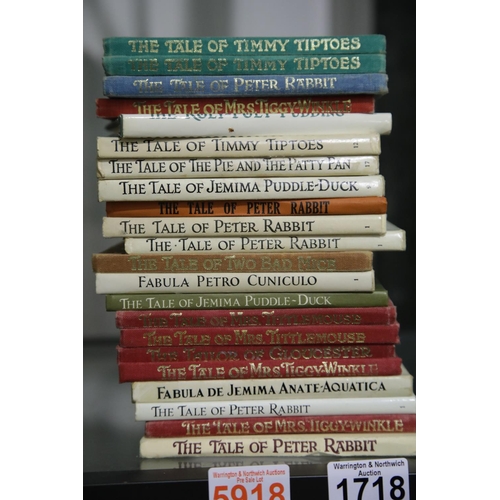 THE TALE OF TIMMY TIPTOES
THE TALE OF TIMMY TIPTOES
THE TALE OF PETER RABBIT
THE TALE OF MRS. TIGGY-WINKLE
THE ROLY POLY PUDDING
THE TALE OF TIMMY TIPTOES
THE TALE OF THE PIE AND THE PATTY PAN
THE TALE OF JEMIMA PUDDLE-DUCK
THE TALE OF PETER RABBIT
THE TALE OF PETER RABBIT
THE · TALE OF PETER RABBIT
THE TALE OF TWO BAD MICE
FABULA PETRO CUNICULO
THE TALE OF JEMIMA PUDDLE-DUCK
THE TALE OF MRS. TITTLEMOUSE
THE TALE OF MRS. TITTLEMOUSE
THE TAILOR OF GLOUCESTER
THE TALE OF MRS. TIGGY-WINKLE
FABULA DE JEMIMA ANATE-AQUATICA
THE TALE OF PETER RABBIT
THE TALE OF MRS. TIGGY-WINKLE
THE TALE OF PETER RABBIT
Warrington & Northwich Auctions
Pre Sale Lot
5918
Warrington & Northwich
Auction
1718